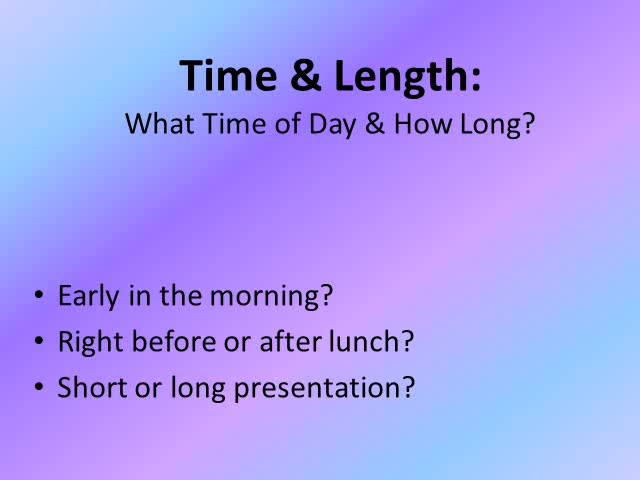 Time & Length:
What Time of Day & How Long?
• Early in the morning?
• Right before or after lunch?
• Short or long presentation?